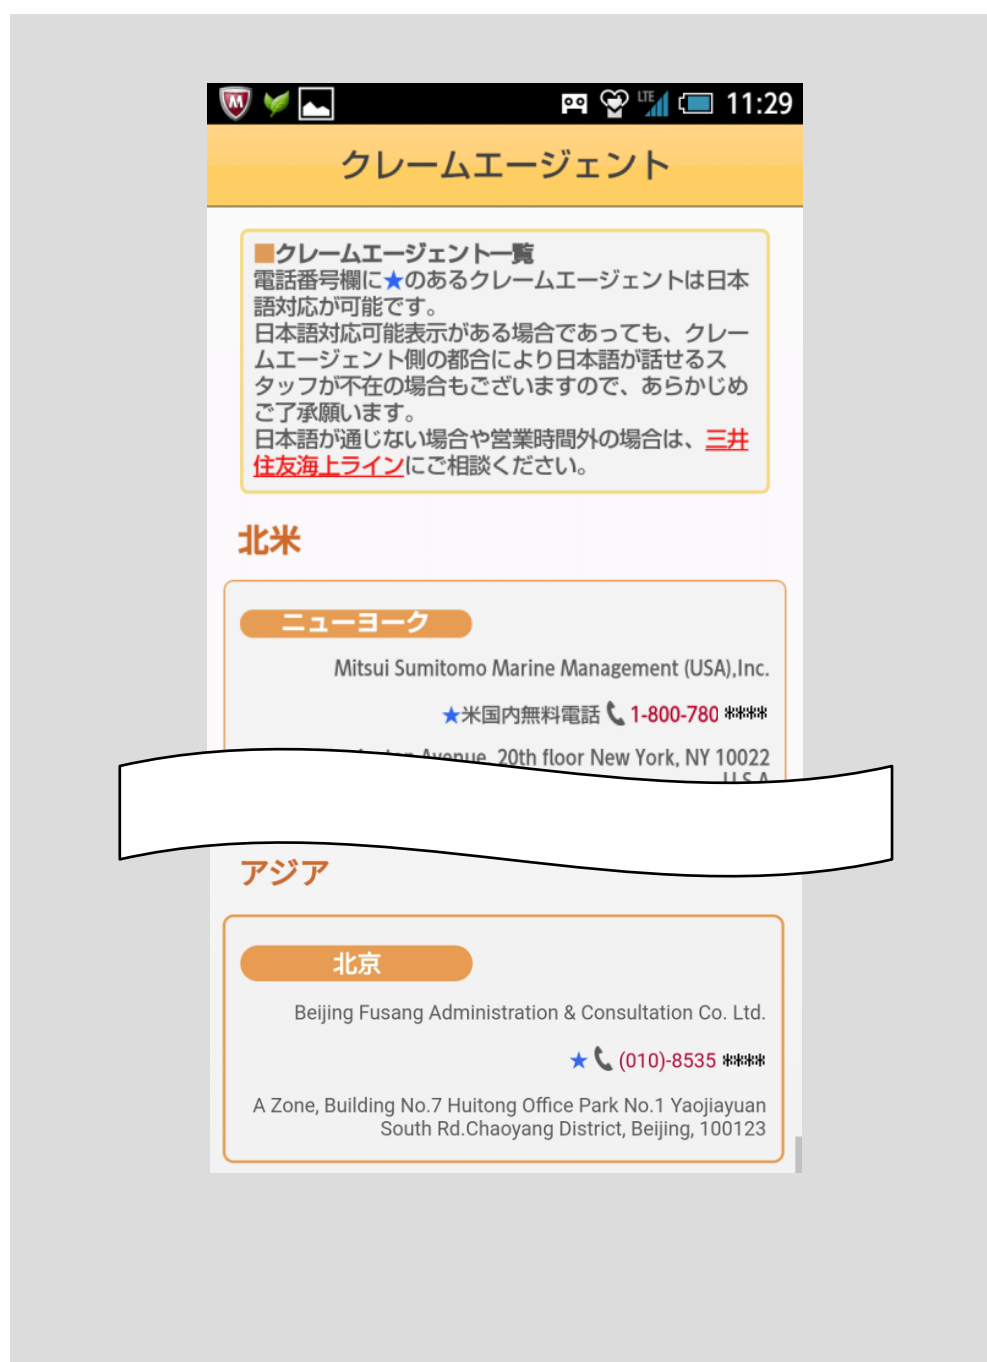 LTE 11:29
クレームエージェント
■クレームエージェント一覧
電話番号欄に★のあるクレームエージェントは日本
語対応が可能です。
日本語対応可能表示がある場合であっても、クレー
ムエージェント側の都合により日本語が話せるス
タッフが不在の場合もございますので、あらかじめ
ご了承願います。
日本語が通じない場合や営業時間外の場合は、三井
住友海上ラインにご相談ください。
北米
ニューヨーク
Mitsui Sumitomo Marine Management (USA),Inc.
★米国内無料電話 1-800-780 ****
Avenue, 20th floor New York, NY 10022
U.S.A
アジア
北京
Beijing Fusang Administration & Consultation Co. Ltd.
★ (010)-8535 ****
A Zone, Building No.7 Huitong Office Park No.1 Yaojiayuan
South Rd.Chaoyang District, Beijing, 100123